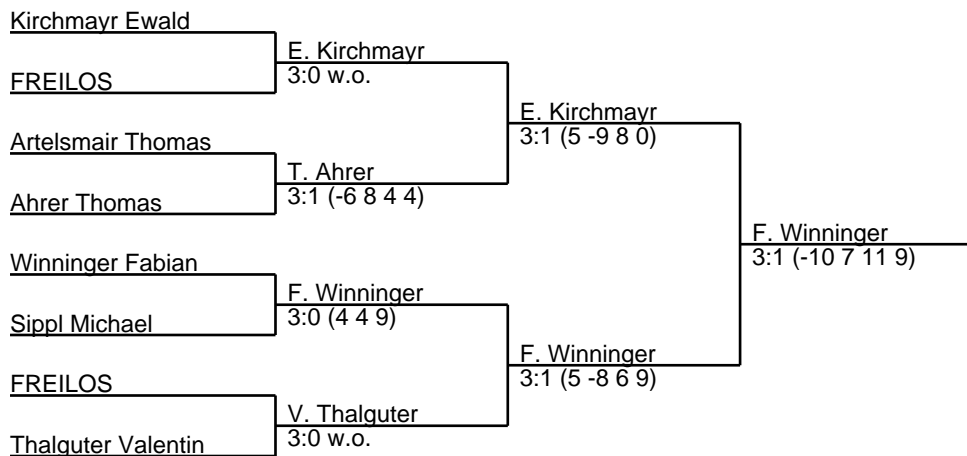 Kirchmayr Ewald
FREILOS
Artelsmair Thomas
Ahrer Thomas
Winninger Fabian
Sippl Michael
FREILOS
Thalguter Valentin
E. Kirchmayr
3:0 w.o.
T. Ahrer
3:1 (-6 8 4 4)
F. Winninger
3:0 (4 4 9)
V. Thalguter
3:0 w.o.
E. Kirchmayr
3:1 (5 -9 8 0)
F. Winninger
3:1 (5 -8 6 9)
F. Winninger
3:1 (-10 7 11 9)